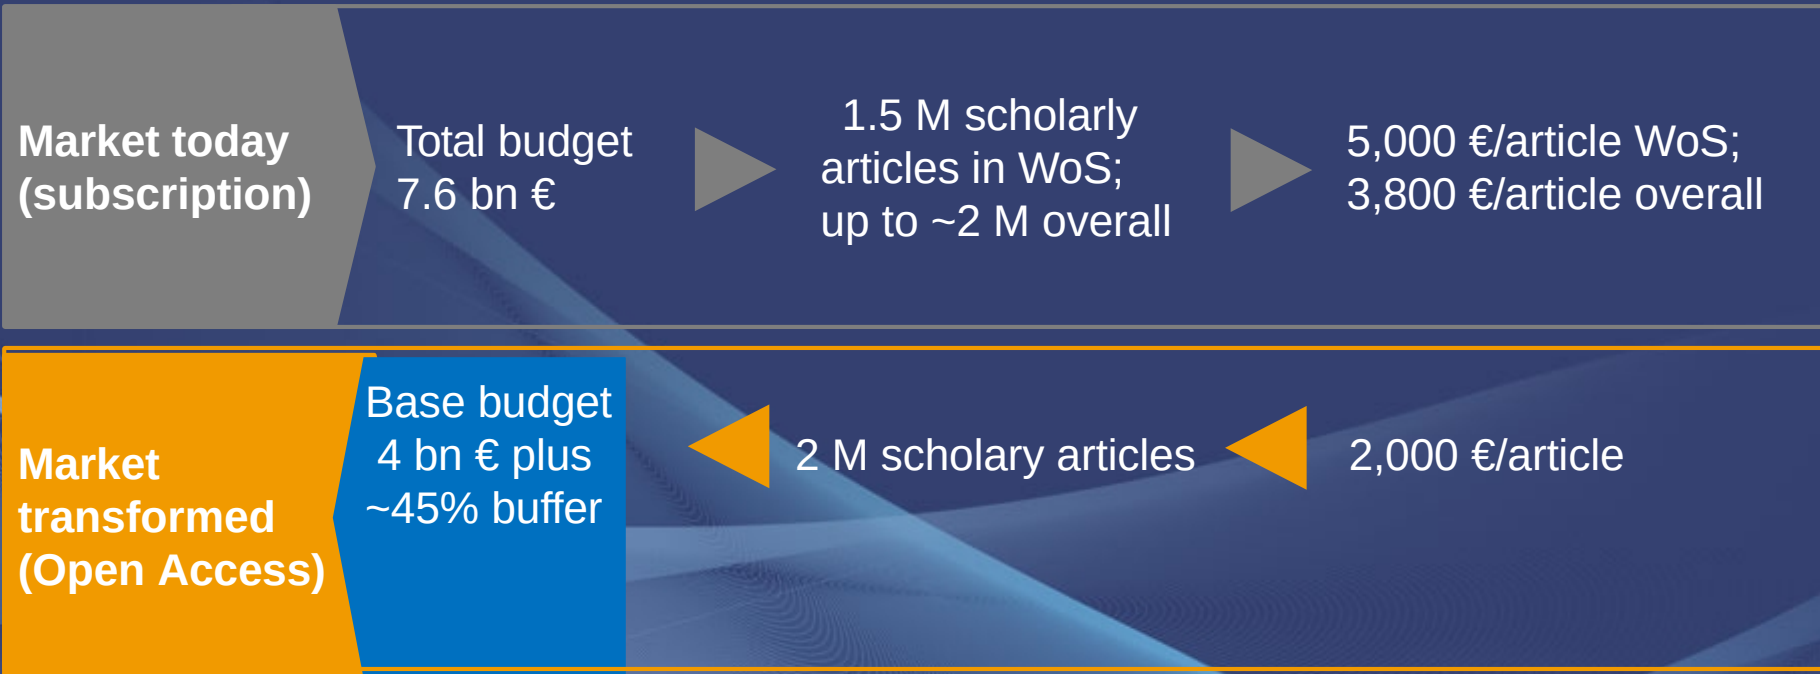 Market today
(subscription)
Total budget
7.6 bn €
1.5 M scholarly
articles in WoS;
up to ~2 M overall
5,000 €/article WoS;
3,800 €/article overall
Market
transformed
(Open Access)
Base budget
4 bn € plus
~45% buffer
2 M scholary articles
2,000 €/article